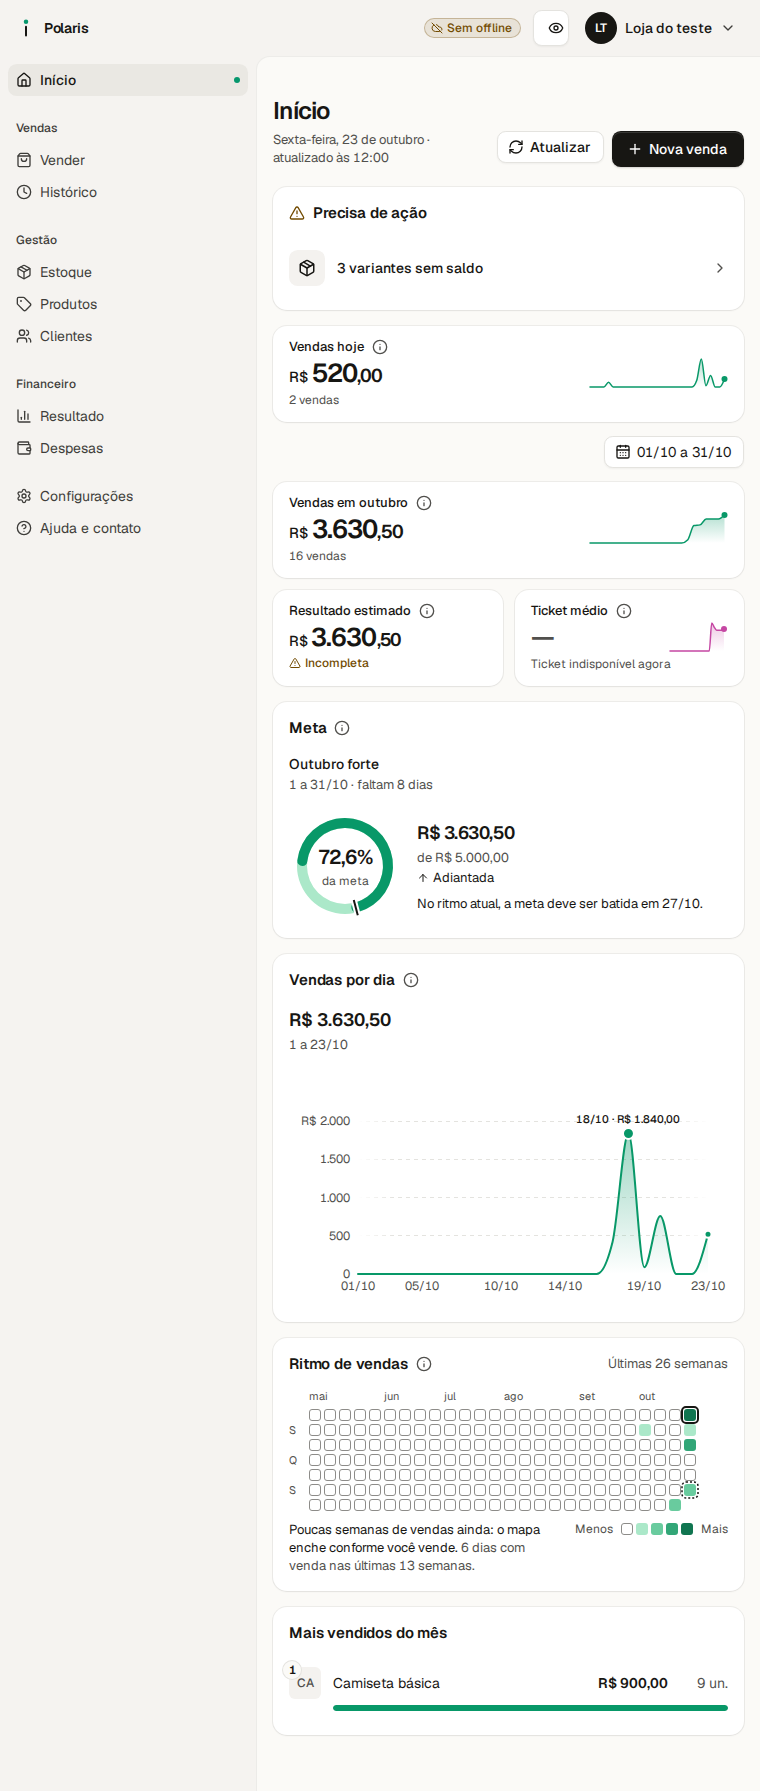 Polaris
Sem offline
LT
Loja do teste
Início
Vendas
Vender
Histórico
Gestão
Estoque
Produtos
Clientes
Financeiro
Resultado
Despesas
Configurações
Ajuda e contato
Início
Sexta-feira, 23 de outubro ·
atualizado às 12:00
Atualizar
Nova venda
Precisa de ação
3 variantes sem saldo
Vendas hoje
R$ 520,00
2 vendas
01/10 a 31/10
Vendas em outubro
R$ 3.630,50
16 vendas
Resultado estimado
R$ 3.630,50
Incompleta
Ticket médio
—
Ticket indisponível agora
Meta
Outubro forte
1 a 31/10 · faltam 8 dias
72,6%
da meta
R$ 3.630,50
de R$ 5.000,00
Adiantada
No ritmo atual, a meta deve ser batida em 27/10.
Vendas por dia
R$ 3.630,50
1 a 23/10
18/10 · R$ 1.840,00
R$ 2.000
1.500
1.000
500
0
01/10 05/10 10/10 14/10 19/10 23/10
Ritmo de vendas
Últimas 26 semanas
mai jun jul ago set out
S
Q
S
Poucas semanas de vendas ainda: o mapa
enche conforme você vende. 6 dias com
venda nas últimas 13 semanas.
Menos
Mais
Mais vendidos do mês
1
CA
Camiseta básica
R$ 900,00
9 un.